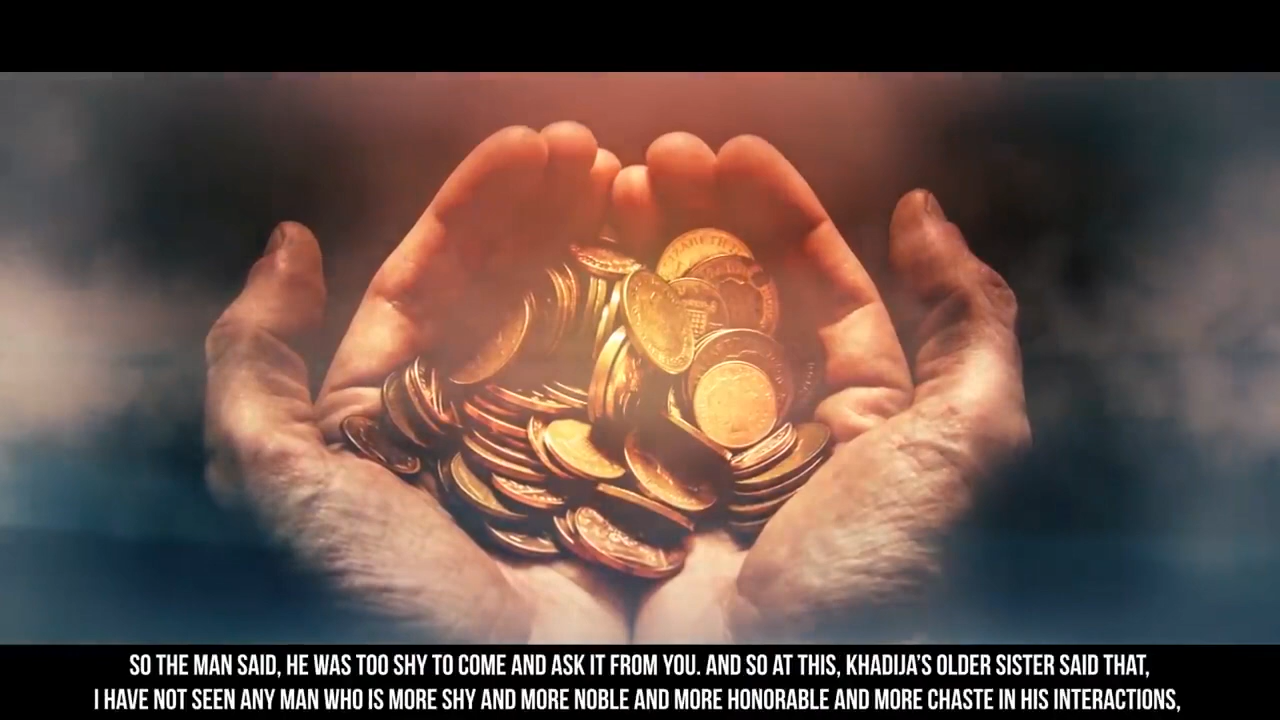 ELIZABETH II
SO THE MAN SAID, HE WAS TOO SHY TO COME AND ASK IT FROM YOU. AND SO AT THIS, KHADIJA'S OLDER SISTER SAID THAT,
I HAVE NOT SEEN ANY MAN WHO IS MORE SHY AND MORE NOBLE AND MORE HONORABLE AND MORE CHASTE IN HIS INTERACTIONS,